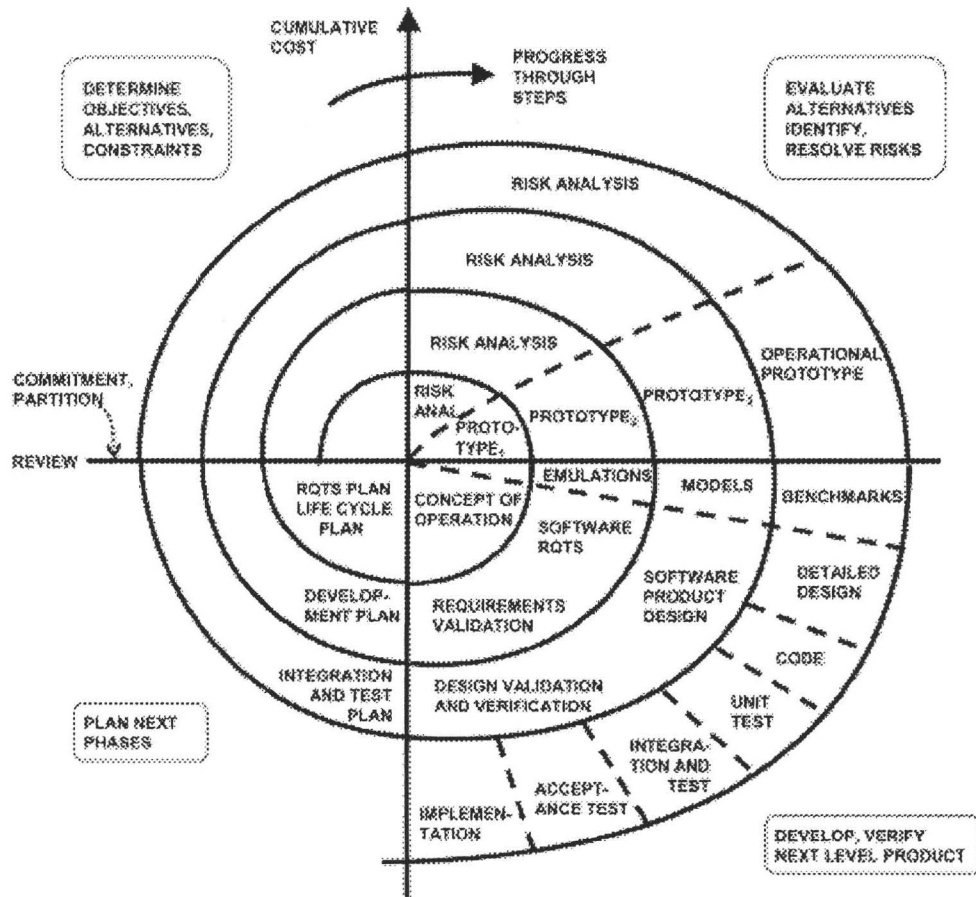 CUMULATIVE
COST
PROGRESS
THROUGH
STEPS
DETERMINE
OBJECTIVES,
ALTERNATIVES,
CONSTRAINTS
EVALUATE
ALTERNATIVES
IDENTIFY,
RESOLVE RISKS
RISK ANALYSIS
RISK ANALYSIS
RISK ANALYSIS
RISK
ANAL.
PROTO-
TYPE₁
PROTOTYPE₂
PROTOTYPE₃
OPERATIONAL
PROTOTYPE
COMMITMENT,
PARTITION
REVIEW
EMULATIONS
MODELS
BENCHMARKS
RQTS PLAN
LIFE CYCLE
PLAN
CONCEPT OF
OPERATION
SOFTWARE
RQTS
SOFTWARE
PRODUCT
DESIGN
DETAILED
DESIGN
DEVELOP-
MENT PLAN
REQUIREMENTS
VALIDATION
CODE
INTEGRATION
AND TEST
PLAN
DESIGN VALIDATION
AND VERIFICATION
UNIT
TEST
INTEGRA-
TION AND
TEST
ACCEPT-
ANCE TEST
IMPLEMEN-
TATION
PLAN NEXT
PHASES
DEVELOP, VERIFY
NEXT LEVEL PRODUCT